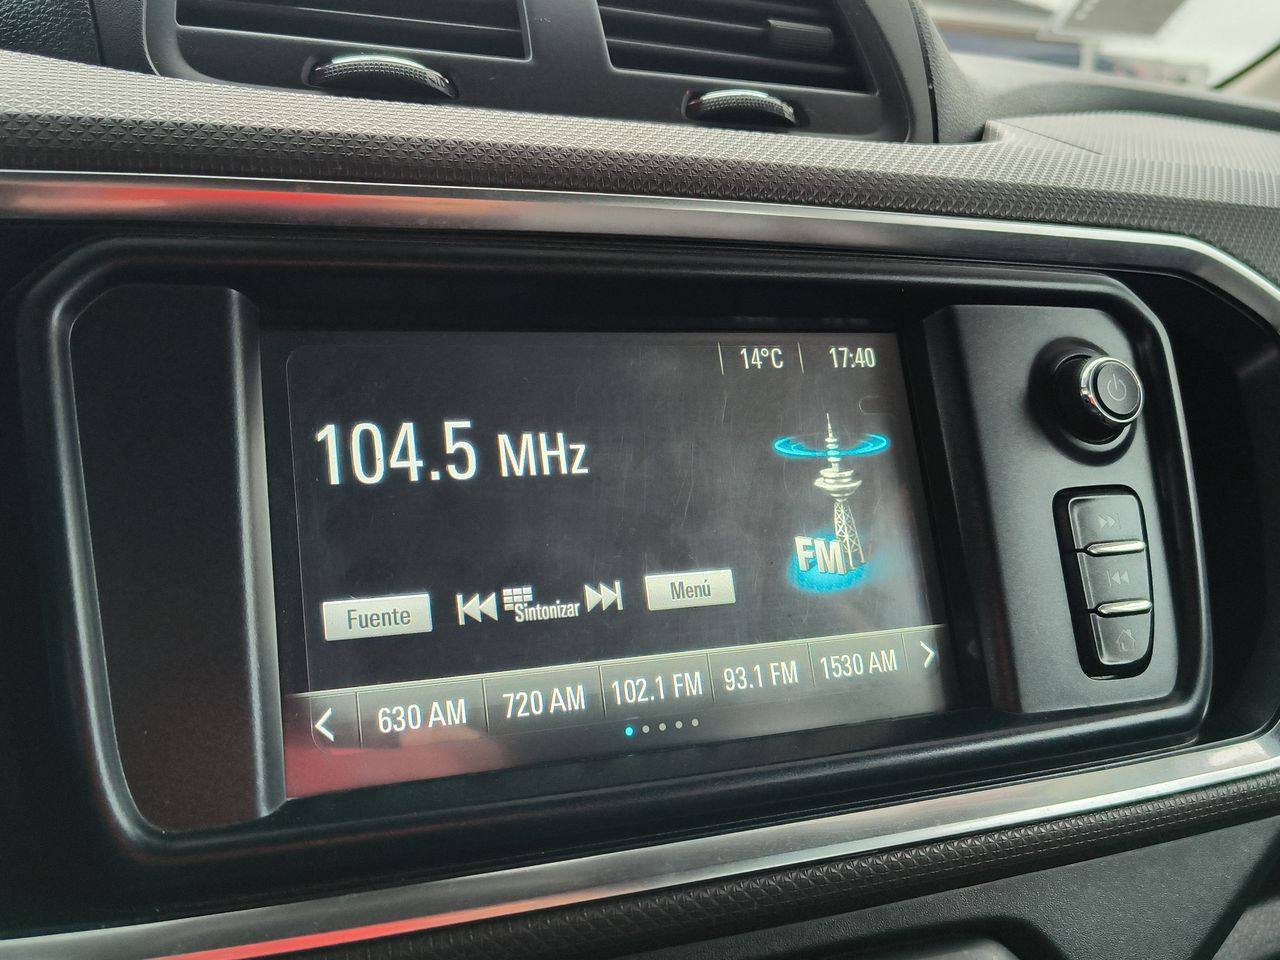 14°C 17:40
104.5 MHz
FM
Fuente Sintonizar Menú
630 AM 720 AM 102.1 FM 93.1 FM 1530 AM